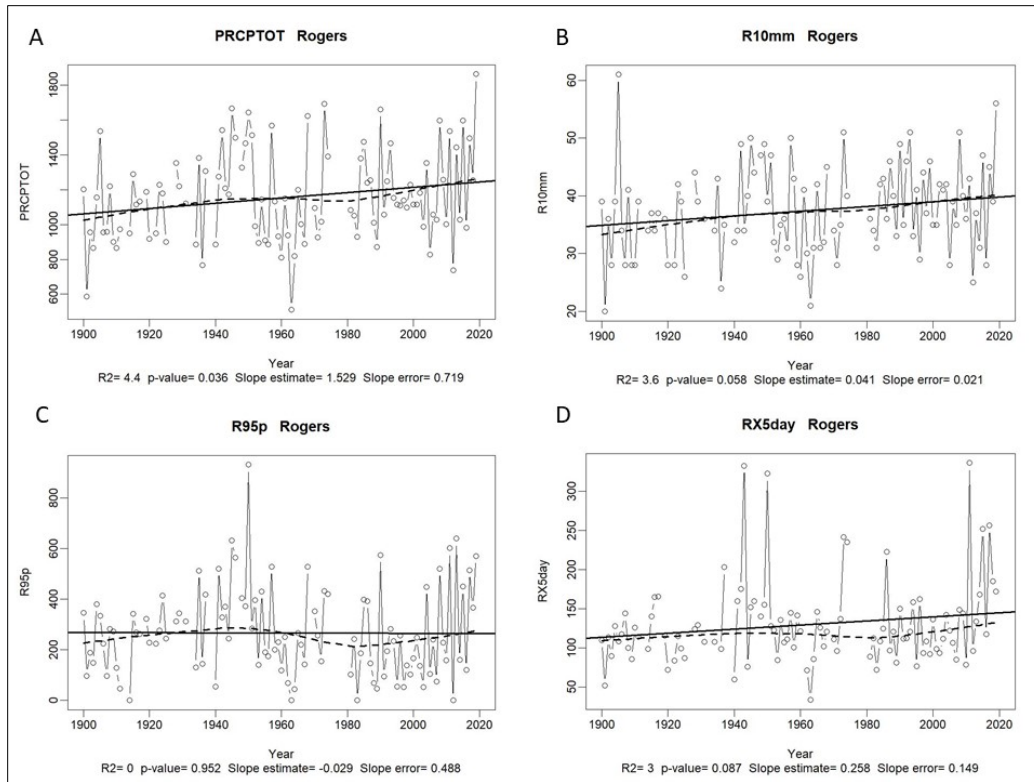 A
PRCPTOT Rogers
PRCPTOT
1800
1400
1000
600
1900 1920 1940 1960 1980 2000 2020
Year
R2= 4.4 p-value= 0.036 Slope estimate= 1.529 Slope error= 0.719
B
R10mm Rogers
R10mm
60
50
40
30
20
1900 1920 1940 1960 1980 2000 2020
Year
R2= 3.6 p-value= 0.058 Slope estimate= 0.041 Slope error= 0.021
C
R95p Rogers
R95p
800
600
400
200
0
1900 1920 1940 1960 1980 2000 2020
Year
R2= 0 p-value= 0.952 Slope estimate= -0.029 Slope error= 0.488
D
RX5day Rogers
RX5day
300
250
200
150
100
50
1900 1920 1940 1960 1980 2000 2020
Year
R2= 3 p-value= 0.087 Slope estimate= 0.258 Slope error= 0.149